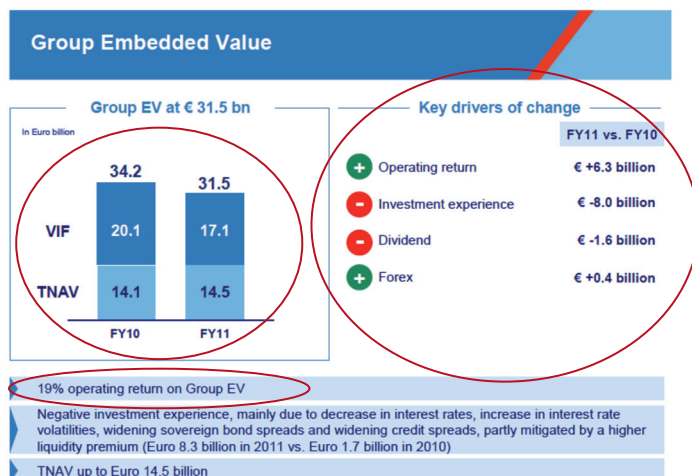 Group Embedded Value
Group EV at € 31.5 bn
In Euro billion
34.2
31.5
VIF
20.1
17.1
TNAV
14.1
14.5
FY10
FY11
Key drivers of change
FY11 vs. FY10
+ Operating return € +6.3 billion
- Investment experience € -8.0 billion
- Dividend € -1.6 billion
+ Forex € +0.4 billion
19% operating return on Group EV
Negative investment experience, mainly due to decrease in interest rates, increase in interest rate
volatilities, widening sovereign bond spreads and widening credit spreads, partly mitigated by a higher
liquidity premium (Euro 8.3 billion in 2011 vs. Euro 1.7 billion in 2010)
TNAV up to Euro 14.5 billion